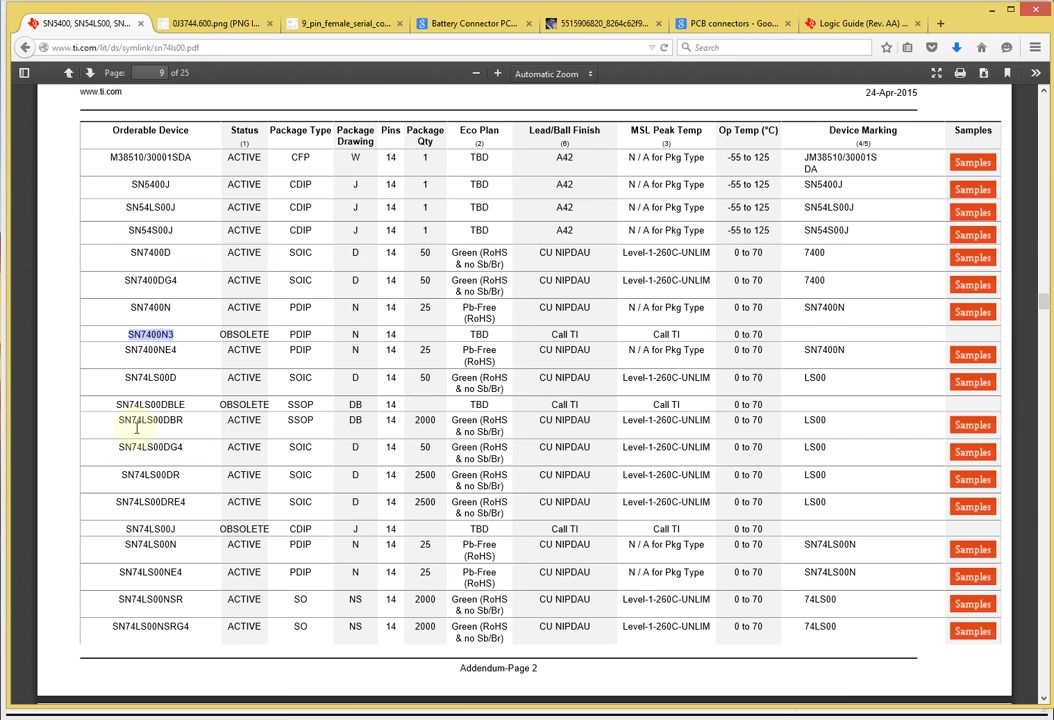 SN5400, SN54LS00, SN...
0J3744.600.png (PNG I...
9_pin_female_serial_co...
Battery Connector PC...
5515906820_8264c62f9...
PCB connectors - Goo...
Logic Guide (Rev. AA) ...
www.ti.com/lit/ds/symlink/sn74ls00.pdf
Search
Page: 9 of 25
Automatic Zoom
www.ti.com
24-Apr-2015
Orderable Device Status Package Type Package Pins Package Eco Plan Lead/Ball Finish MSL Peak Temp Op Temp (°C) Device Marking Samples
(1) Drawing Qty (2) (6) (3) (4/5)
M38510/30001SDA ACTIVE CFP W 14 1 TBD A42 N / A for Pkg Type -55 to 125 JM38510/30001S Samples
DA
SN5400J ACTIVE CDIP J 14 1 TBD A42 N / A for Pkg Type -55 to 125 SN5400J Samples
SN54LS00J ACTIVE CDIP J 14 1 TBD A42 N / A for Pkg Type -55 to 125 SN54LS00J Samples
SN54S00J ACTIVE CDIP J 14 1 TBD A42 N / A for Pkg Type -55 to 125 SN54S00J Samples
SN7400D ACTIVE SOIC D 14 50 Green (RoHS CU NIPDAU Level-1-260C-UNLIM 0 to 70 7400 Samples
& no Sb/Br)
SN7400DG4 ACTIVE SOIC D 14 50 Green (RoHS CU NIPDAU Level-1-260C-UNLIM 0 to 70 7400 Samples
& no Sb/Br)
SN7400N ACTIVE PDIP N 14 25 Pb-Free CU NIPDAU N / A for Pkg Type 0 to 70 SN7400N Samples
(RoHS)
SN7400N3 OBSOLETE PDIP N 14 TBD Call TI Call TI 0 to 70
SN7400NE4 ACTIVE PDIP N 14 25 Pb-Free CU NIPDAU N / A for Pkg Type 0 to 70 SN7400N Samples
(RoHS)
SN74LS00D ACTIVE SOIC D 14 50 Green (RoHS CU NIPDAU Level-1-260C-UNLIM 0 to 70 LS00 Samples
& no Sb/Br)
SN74LS00DBLE OBSOLETE SSOP DB 14 TBD Call TI Call TI 0 to 70
SN74LS00DBR ACTIVE SSOP DB 14 2000 Green (RoHS CU NIPDAU Level-1-260C-UNLIM 0 to 70 LS00 Samples
& no Sb/Br)
SN74LS00DG4 ACTIVE SOIC D 14 50 Green (RoHS CU NIPDAU Level-1-260C-UNLIM 0 to 70 LS00 Samples
& no Sb/Br)
SN74LS00DR ACTIVE SOIC D 14 2500 Green (RoHS CU NIPDAU Level-1-260C-UNLIM 0 to 70 LS00 Samples
& no Sb/Br)
SN74LS00DRE4 ACTIVE SOIC D 14 2500 Green (RoHS CU NIPDAU Level-1-260C-UNLIM 0 to 70 LS00 Samples
& no Sb/Br)
SN74LS00J OBSOLETE CDIP J 14 TBD Call TI Call TI 0 to 70
SN74LS00N ACTIVE PDIP N 14 25 Pb-Free CU NIPDAU N / A for Pkg Type 0 to 70 SN74LS00N Samples
(RoHS)
SN74LS00NE4 ACTIVE PDIP N 14 25 Pb-Free CU NIPDAU N / A for Pkg Type 0 to 70 SN74LS00N Samples
(RoHS)
SN74LS00NSR ACTIVE SO NS 14 2000 Green (RoHS CU NIPDAU Level-1-260C-UNLIM 0 to 70 74LS00 Samples
& no Sb/Br)
SN74LS00NSRG4 ACTIVE SO NS 14 2000 Green (RoHS CU NIPDAU Level-1-260C-UNLIM 0 to 70 74LS00 Samples
& no Sb/Br)
Addendum-Page 2